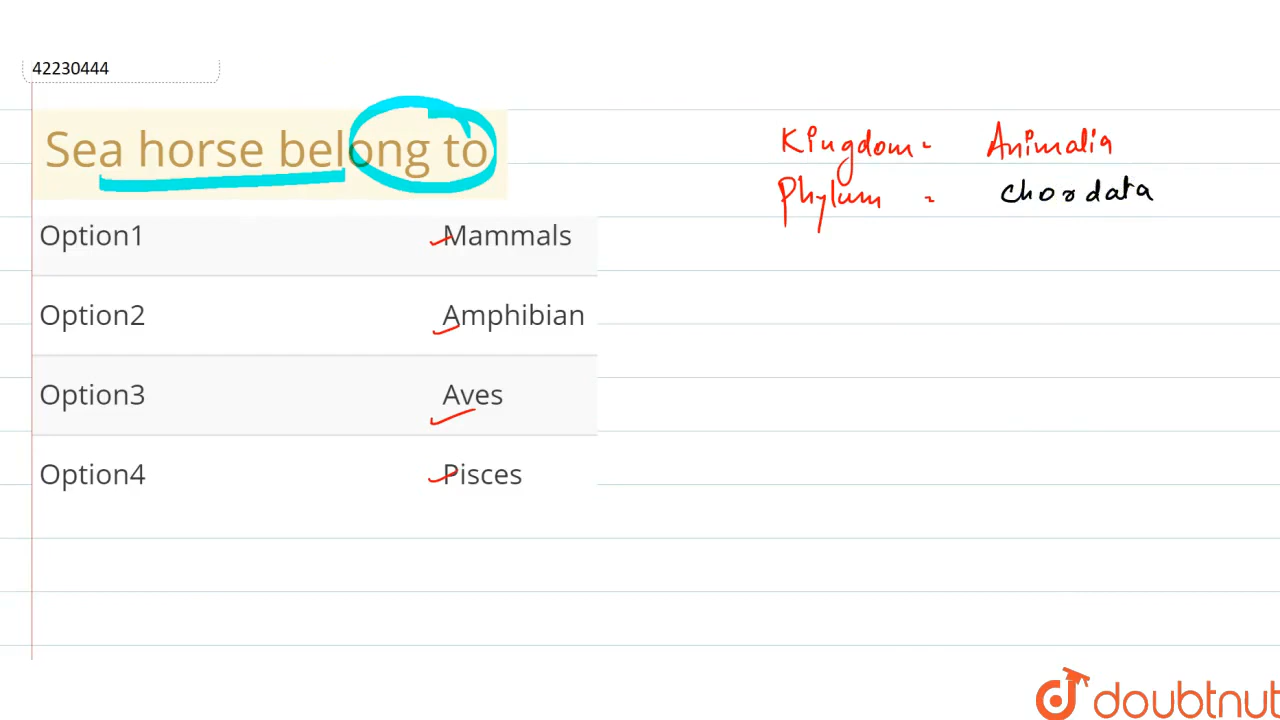 42230444
Sea horse belong to
Kingdom = Animalia
Phylum = Chordata
Option1 Mammals
Option2 Amphibian
Option3 Aves
Option4 Pisces
doubtnut